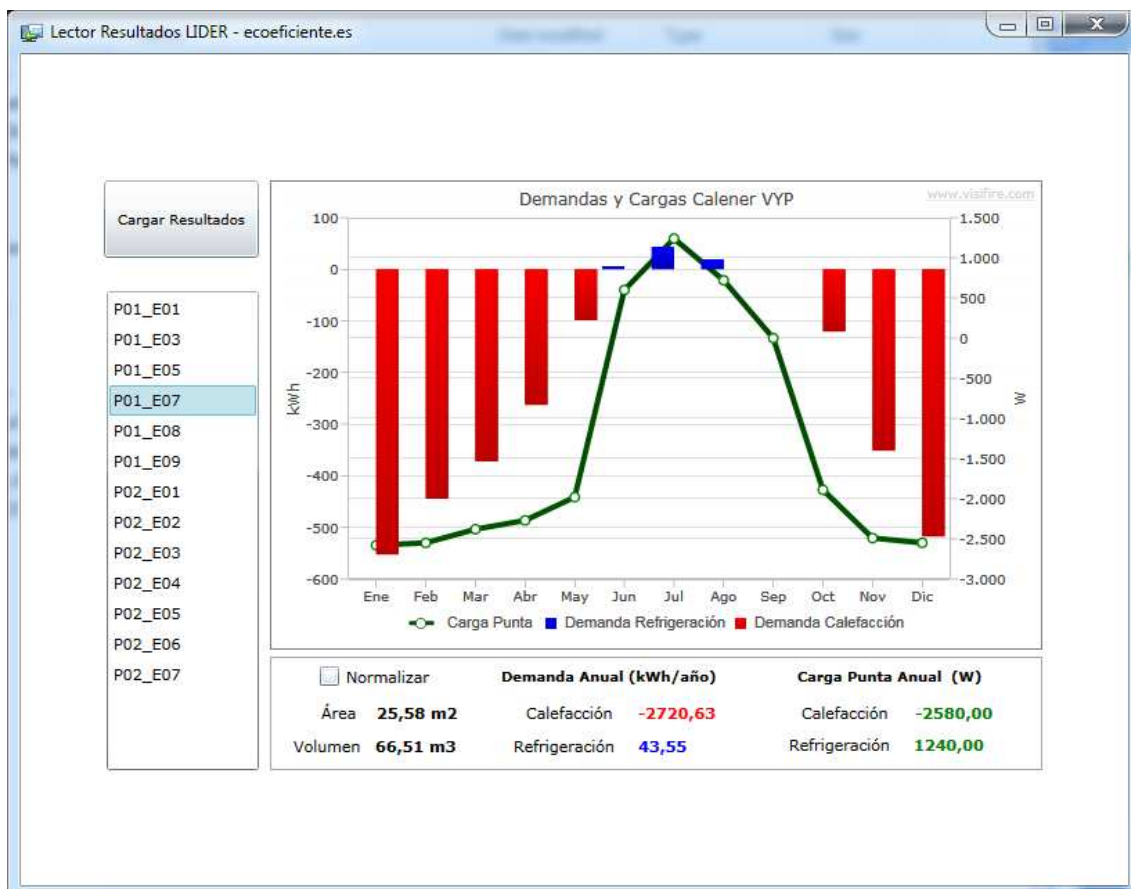 Lector Resultados LIDER - ecoeficiente.es
Cargar Resultados
P01_E01
P01_E03
P01_E05
P01_E07
P01_E08
P01_E09
P02_E01
P02_E02
P02_E03
P02_E04
P02_E05
P02_E06
P02_E07
Demandas y Cargas Calener VYP
www.visifire.com
100
0
-100
-200
-300
-400
-500
-600
kWh
1.500
1.000
500
0
-500
-1.000
-1.500
-2.000
-2.500
-3.000
W
Ene Feb Mar Abr May Jun Jul Ago Sep Oct Nov Dic
Carga Punta Demanda Refrigeración Demanda Calefacción
Normalizar Demanda Anual (kWh/año) Carga Punta Anual (W)
Área 25,58 m2 Calefacción -2720,63 Calefacción -2580,00
Volumen 66,51 m3 Refrigeración 43,55 Refrigeración 1240,00